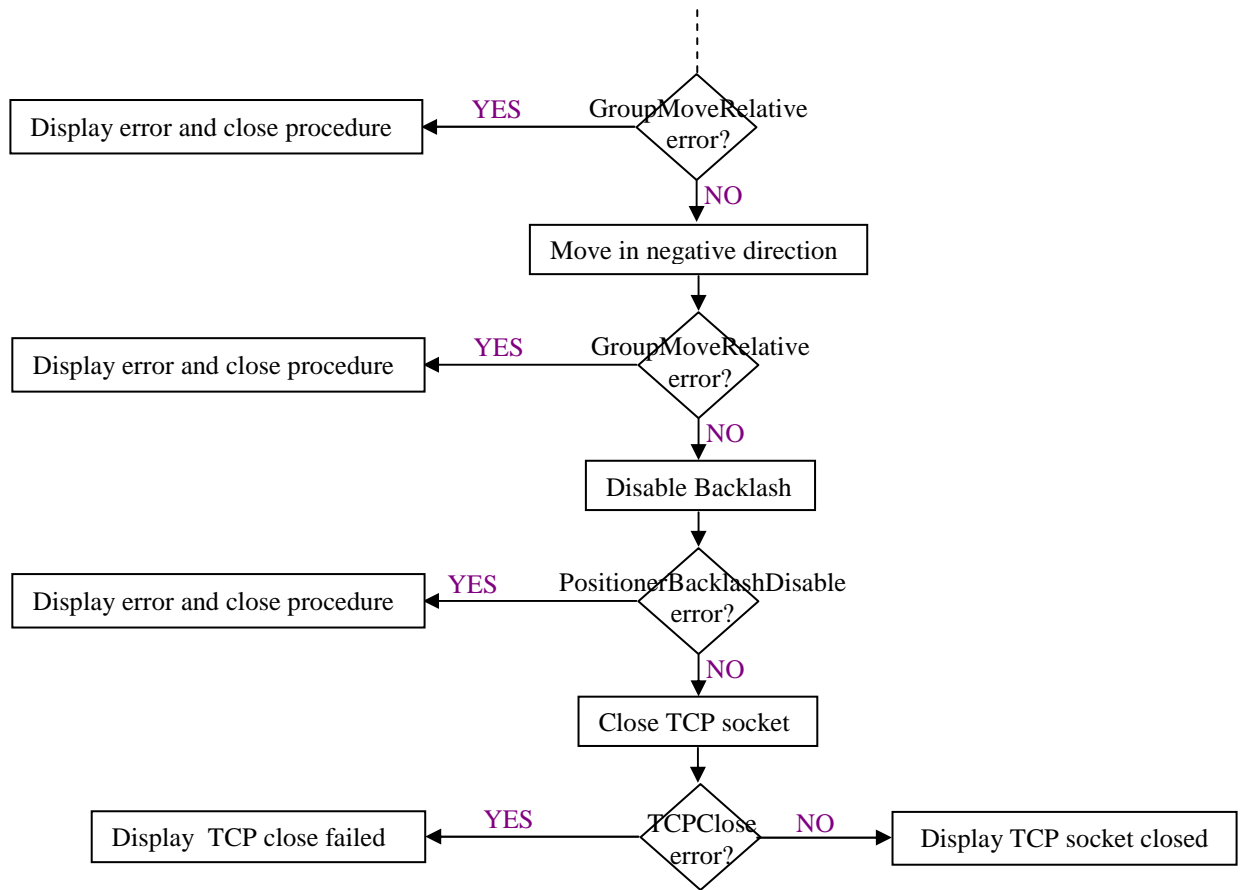 YES
GroupMoveRelative
error?
Display error and close procedure
NO
Move in negative direction
YES
GroupMoveRelative
error?
Display error and close procedure
NO
Disable Backlash
YES
PositionerBacklashDisable
error?
Display error and close procedure
NO
Close TCP socket
YES
TCPClose
error?
NO
Display TCP close failed
Display TCP socket closed